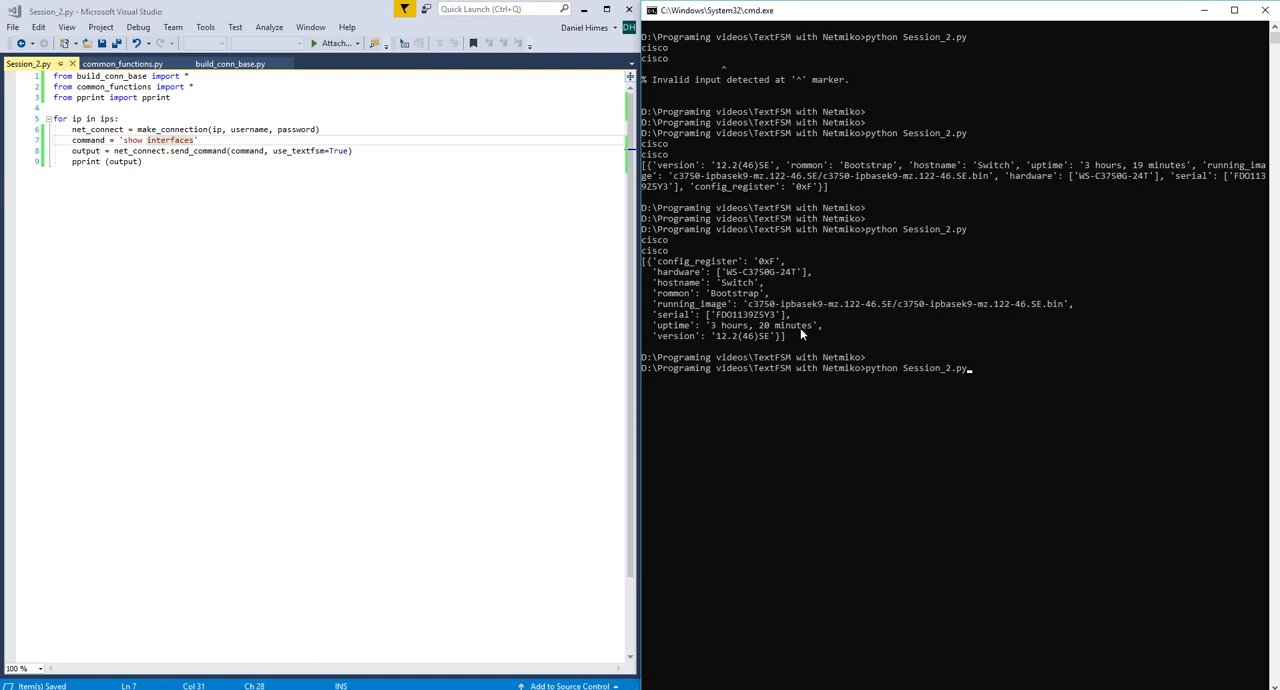 Session_2.py - Microsoft Visual Studio
Quick Launch (Ctrl+Q)
File Edit View Project Debug Team Tools Test Analyze Window Help
Daniel Himes DH
Attach...
Session_2.py common_functions.py build_conn_base.py
1 from build_conn_base import *
2 from common_functions import *
3 from pprint import pprint
4
5 for ip in ips:
6 net_connect = make_connection(ip, username, password)
7 command = 'show interfaces'
8 output = net_connect.send_command(command, use_textfsm=True)
9 pprint (output)
100 %
Item(s) Saved Ln 7 Col 31 Ch 28 INS Add to Source Control
C:\Windows\System32\cmd.exe
D:\Programing videos\TextFSM with Netmiko>python Session_2.py
cisco
cisco
^
% Invalid input detected at '^' marker.
D:\Programing videos\TextFSM with Netmiko>
D:\Programing videos\TextFSM with Netmiko>
D:\Programing videos\TextFSM with Netmiko>python Session_2.py
cisco
cisco
[{'version': '12.2(46)SE', 'rommon': 'Bootstrap', 'hostname': 'Switch', 'uptime': '3 hours, 19 minutes', 'running_ima
ge': 'c3750-ipbasek9-mz.122-46.SE/c3750-ipbasek9-mz.122-46.SE.bin', 'hardware': ['WS-C3750G-24T'], 'serial': ['FDO113
9Z5Y3'], 'config_register': '0xF'}]
D:\Programing videos\TextFSM with Netmiko>
D:\Programing videos\TextFSM with Netmiko>
D:\Programing videos\TextFSM with Netmiko>python Session_2.py
cisco
cisco
[{'config_register': '0xF',
'hardware': ['WS-C3750G-24T'],
'hostname': 'Switch',
'rommon': 'Bootstrap',
'running_image': 'c3750-ipbasek9-mz.122-46.SE/c3750-ipbasek9-mz.122-46.SE.bin',
'serial': ['FDO1139Z5Y3'],
'uptime': '3 hours, 20 minutes',
'version': '12.2(46)SE'}]
D:\Programing videos\TextFSM with Netmiko>
D:\Programing videos\TextFSM with Netmiko>python Session_2.py